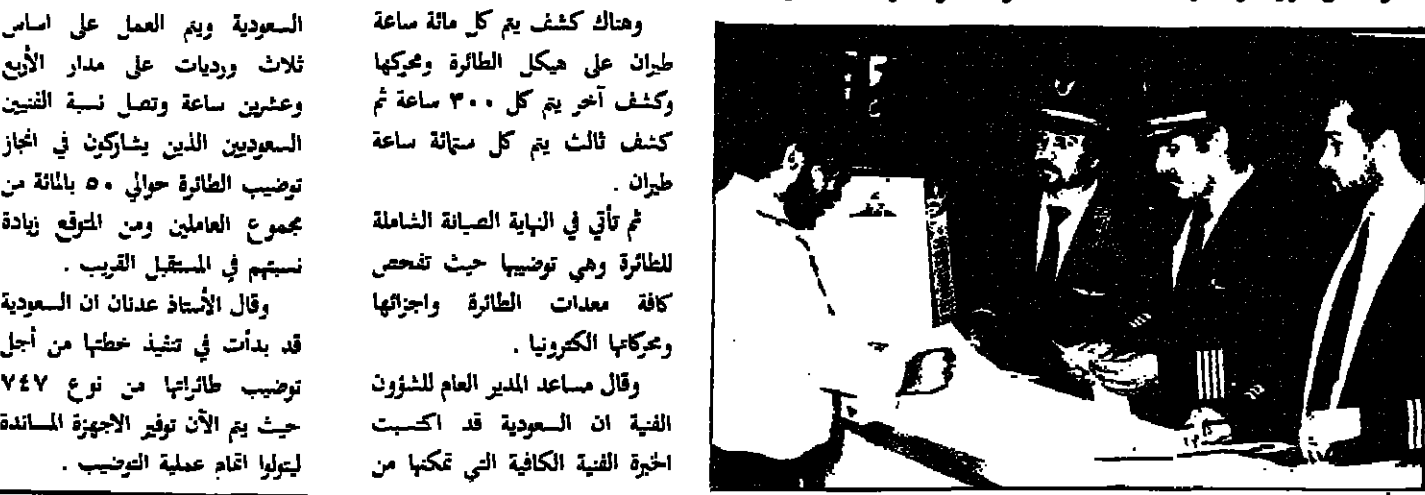 وهناك كشف يتم كل مائة ساعة
طيران على هيكل الطائرة ومحركها
وكشف آخر يتم كل ٣٠٠ ساعة ثم
كشف ثالث يتم كل ستمائة ساعة
طيران .
ثم تأتي في النهاية الصيانة الشاملة
للطائرة وهي توضيبها حيث تفحص
كافة معدات الطائرة واجزائها
ومحركاتها الكترونيا .
وقال مساعد المدير العام للشؤون
الفنية ان السعودية قد اكتسبت
الخبرة الفنية الكافية التي تمكنها من
السعودية ويتم العمل على اساس
ثلاث ورديات على مدار الأربع
وعشرين ساعة وتصل نسبة الفنيين
السعوديين الذين يشاركون في انجاز
توضيب الطائرة حوالي ٥٠ بالمائة من
مجموع العاملين ومن المتوقع زيادة
نسبتهم في المستقبل القريب .
وقال الأستاذ عدنان ان السعودية
قد بدأت في تنفيذ خطتها من أجل
توضيب طائراتها من نوع ٧٤٧
حيث يتم الآن توفير الاجهزة المساندة
ليتولوا اتمام عملية التوضيب .